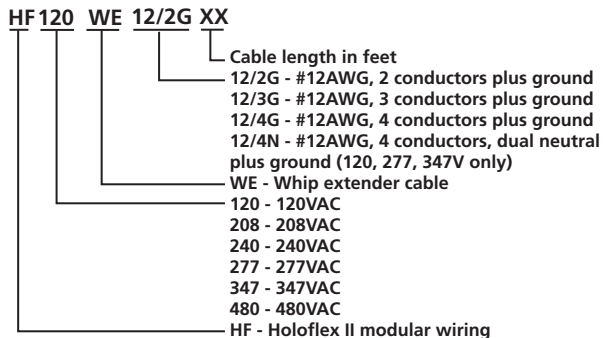 HF120 WE 12/2G XX
Cable length in feet
12/2G - #12AWG, 2 conductors plus ground
12/3G - #12AWG, 3 conductors plus ground
12/4G - #12AWG, 4 conductors plus ground
12/4N - #12AWG, 4 conductors, dual neutral
plus ground (120, 277, 347V only)
WE - Whip extender cable
120 - 120VAC
208 - 208VAC
240 - 240VAC
277 - 277VAC
347 - 347VAC
480 - 480VAC
HF - Holoflex II modular wiring